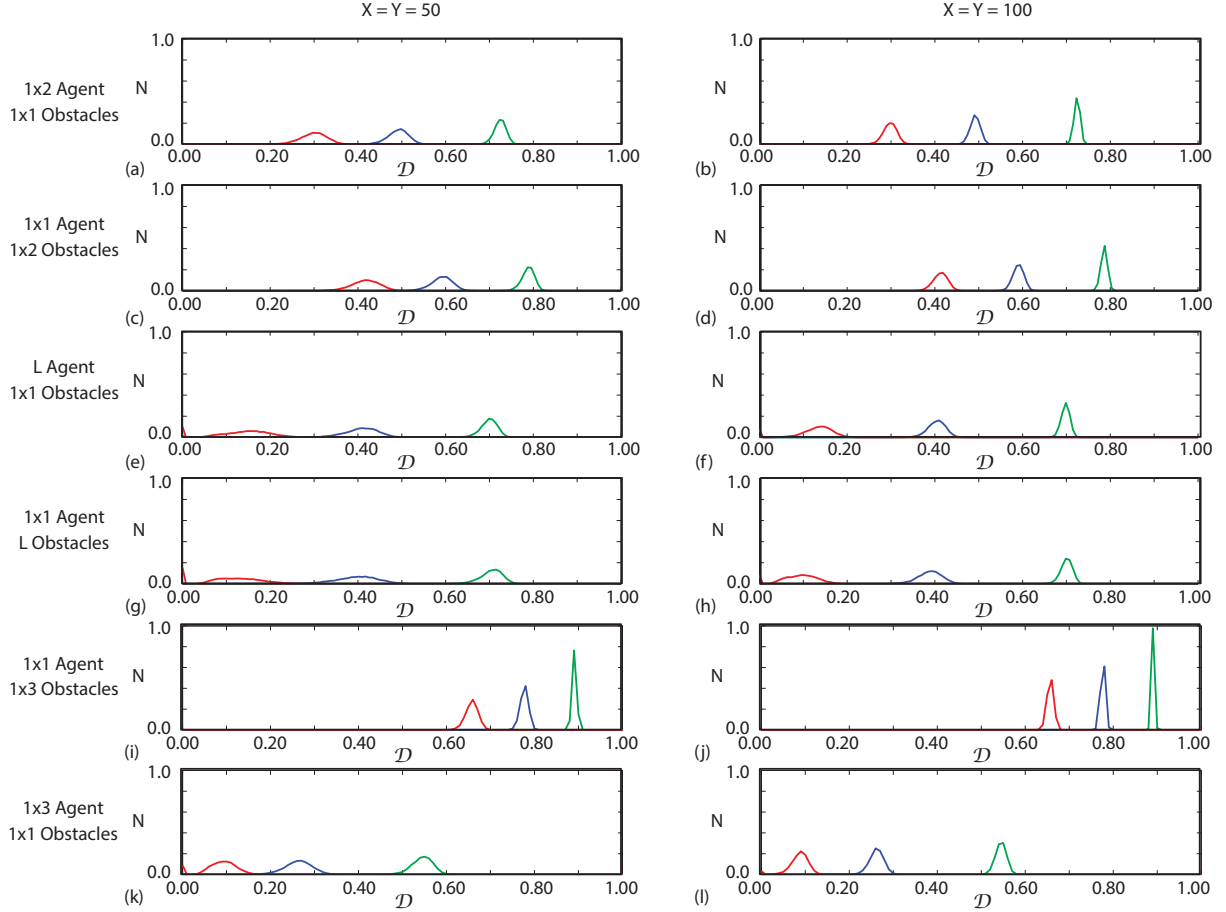 X = Y = 50
X = Y = 100
1x2 Agent
1x1 Obstacles
1.0
N
0.0
0.00 0.20 0.40 0.60 0.80 1.00
(a)
D
1.0
N
0.0
0.00 0.20 0.40 0.60 0.80 1.00
(b)
D
1x1 Agent
1x2 Obstacles
1.0
N
0.0
0.00 0.20 0.40 0.60 0.80 1.00
(c)
D
1.0
N
0.0
0.00 0.20 0.40 0.60 0.80 1.00
(d)
D
L Agent
1x1 Obstacles
1.0
N
0.0
0.00 0.20 0.40 0.60 0.80 1.00
(e)
D
1.0
N
0.0
0.00 0.20 0.40 0.60 0.80 1.00
(f)
D
1x1 Agent
L Obstacles
1.0
N
0.0
0.00 0.20 0.40 0.60 0.80 1.00
(g)
D
1.0
N
0.0
0.00 0.20 0.40 0.60 0.80 1.00
(h)
D
1x1 Agent
1x3 Obstacles
1.0
N
0.0
0.00 0.20 0.40 0.60 0.80 1.00
(i)
D
1.0
N
0.0
0.00 0.20 0.40 0.60 0.80 1.00
(j)
D
1x3 Agent
1x1 Obstacles
1.0
N
0.0
0.00 0.20 0.40 0.60 0.80 1.00
(k)
D
1.0
N
0.0
0.00 0.20 0.40 0.60 0.80 1.00
(l)
D